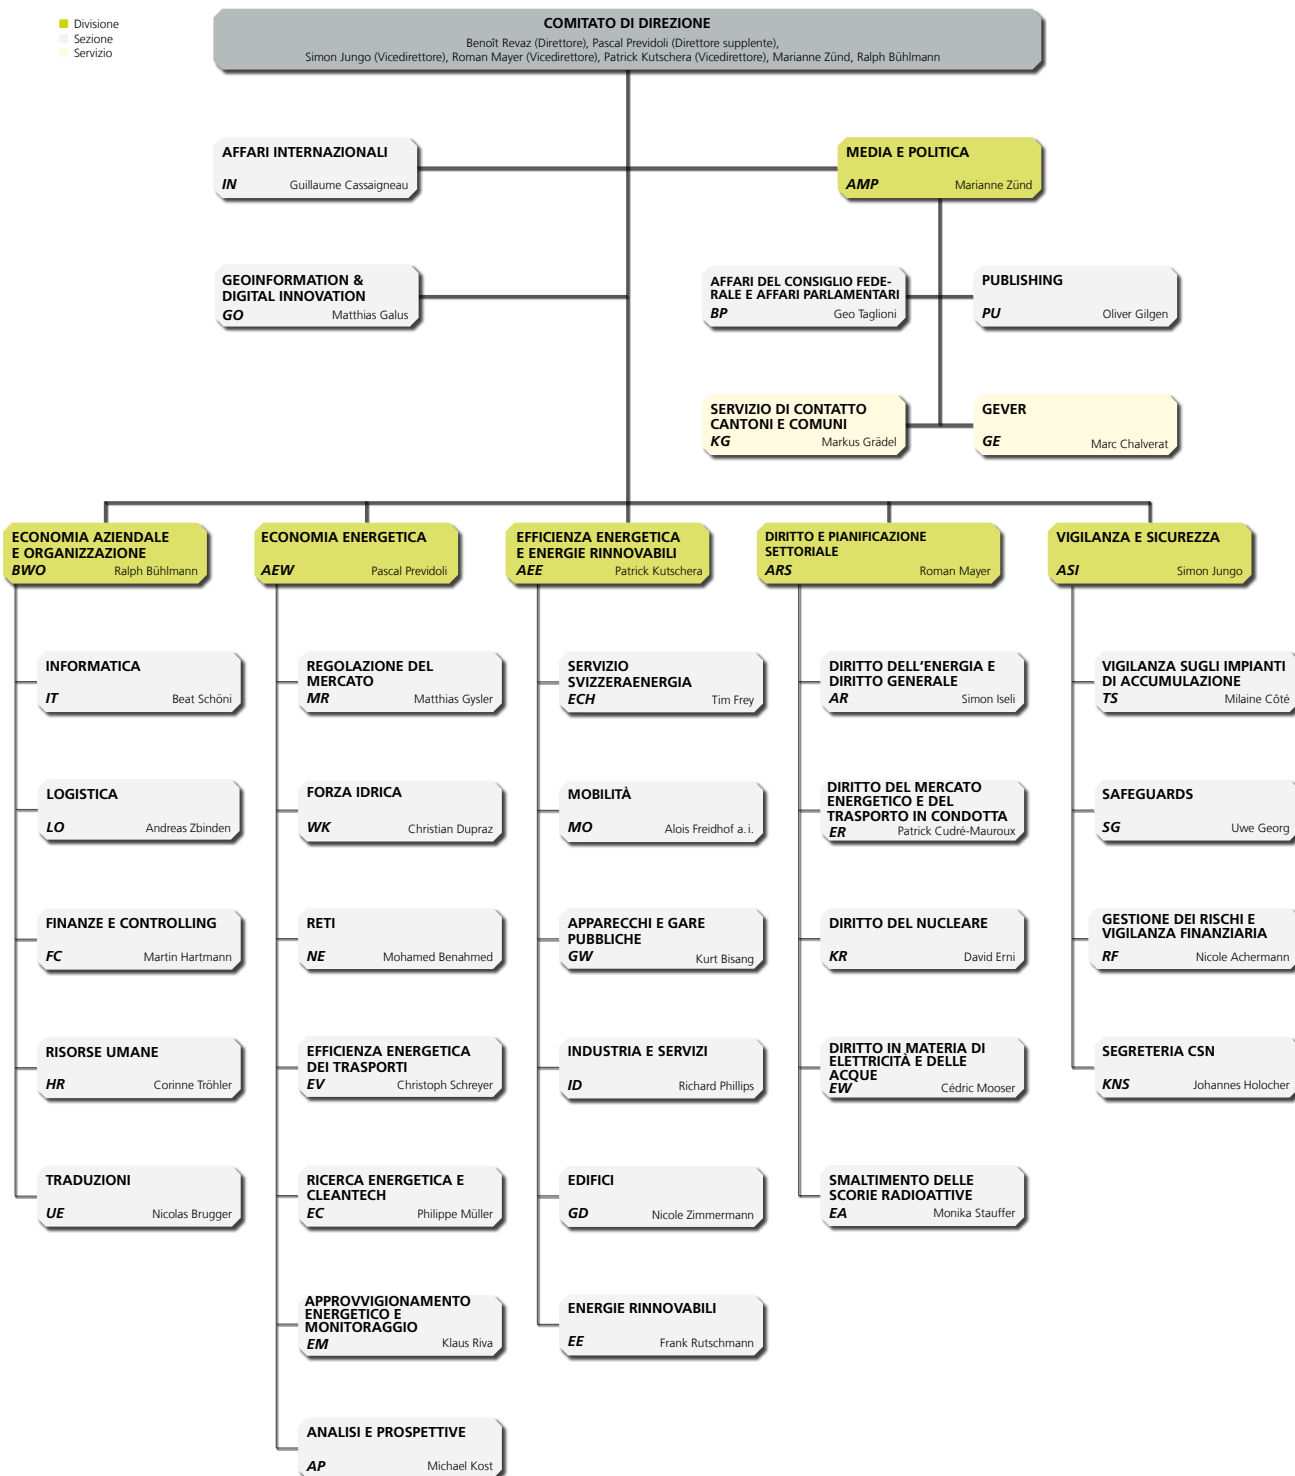 Divisione
Sezione
Servizio
COMITATO DI DIREZIONE
Benoît Revaz (Direttore), Pascal Previdoli (Direttore supplente),
Simon Jungo (Vicedirettore), Roman Mayer (Vicedirettore), Patrick Kutschera (Vicedirettore), Marianne Zünd, Ralph Bühlmann
AFFARI INTERNAZIONALI
IN Guillaume Cassaigneau
MEDIA E POLITICA
AMP Marianne Zünd
GEOINFORMATION &
DIGITAL INNOVATION
GO Matthias Galus
AFFARI DEL CONSIGLIO FEDE-
RALE E AFFARI PARLAMENTARI
BP Geo Taglioni
PUBLISHING
PU Oliver Gilgen
SERVIZIO DI CONTATTO
CANTONI E COMUNI
KG Markus Grädel
GEVER
GE Marc Chalverat
ECONOMIA AZIENDALE
E ORGANIZZAZIONE
BWO Ralph Bühlmann
INFORMATICA
IT Beat Schöni
LOGISTICA
LO Andreas Zbinden
FINANZE E CONTROLLING
FC Martin Hartmann
RISORSE UMANE
HR Corinne Tröhler
TRADUZIONI
UE Nicolas Brugger
ECONOMIA ENERGETICA
AEW Pascal Previdoli
REGOLAZIONE DEL
MERCATO
MR Matthias Gysler
FORZA IDRICA
WK Christian Dupraz
RETI
NE Mohamed Benahmed
EFFICIENZA ENERGETICA
DEI TRASPORTI
EV Christoph Schreyer
RICERCA ENERGETICA E
CLEANTECH
EC Philippe Müller
APPROVVIGIONAMENTO
ENERGETICO E
MONITORAGGIO
EM Klaus Riva
ANALISI E PROSPETTIVE
AP Michael Kost
EFFICIENZA ENERGETICA
E ENERGIE RINNOVABILI
AEE Patrick Kutschera
SERVIZIO
SVIZZERAENERGIA
ECH Tim Frey
MOBILITÀ
MO Alois Freidhof a.i.
APPARECCHI E GARE
PUBBLICHE
GW Kurt Bisang
INDUSTRIA E SERVIZI
ID Richard Phillips
EDIFICI
GD Nicole Zimmermann
ENERGIE RINNOVABILI
EE Frank Rutschmann
DIRITTO E PIANIFICAZIONE
SETTORIALE
ARS Roman Mayer
DIRITTO DELL'ENERGIA E
DIRITTO GENERALE
AR Simon Iseli
DIRITTO DEL MERCATO
ENERGETICO E DEL
TRASPORTO IN CONDOTTA
ER Patrick Cudré-Mauroux
DIRITTO DEL NUCLEARE
KR David Erni
DIRITTO IN MATERIA DI
ELETTRICITÀ E DELLE
ACQUE
EW Cédric Mooser
SMALTIMENTO DELLE
SCORIE RADIOATTIVE
EA Monika Stauffer
VIGILANZA E SICUREZZA
ASI Simon Jungo
VIGILANZA SUGLI IMPIANTI
DI ACCUMULAZIONE
TS Milaine Côté
SAFEGUARDS
SG Uwe Georg
GESTIONE DEI RISCHI E
VIGILANZA FINANZIARIA
RF Nicole Achermann
SEGRETERIA CSN
KNS Johannes Holocher